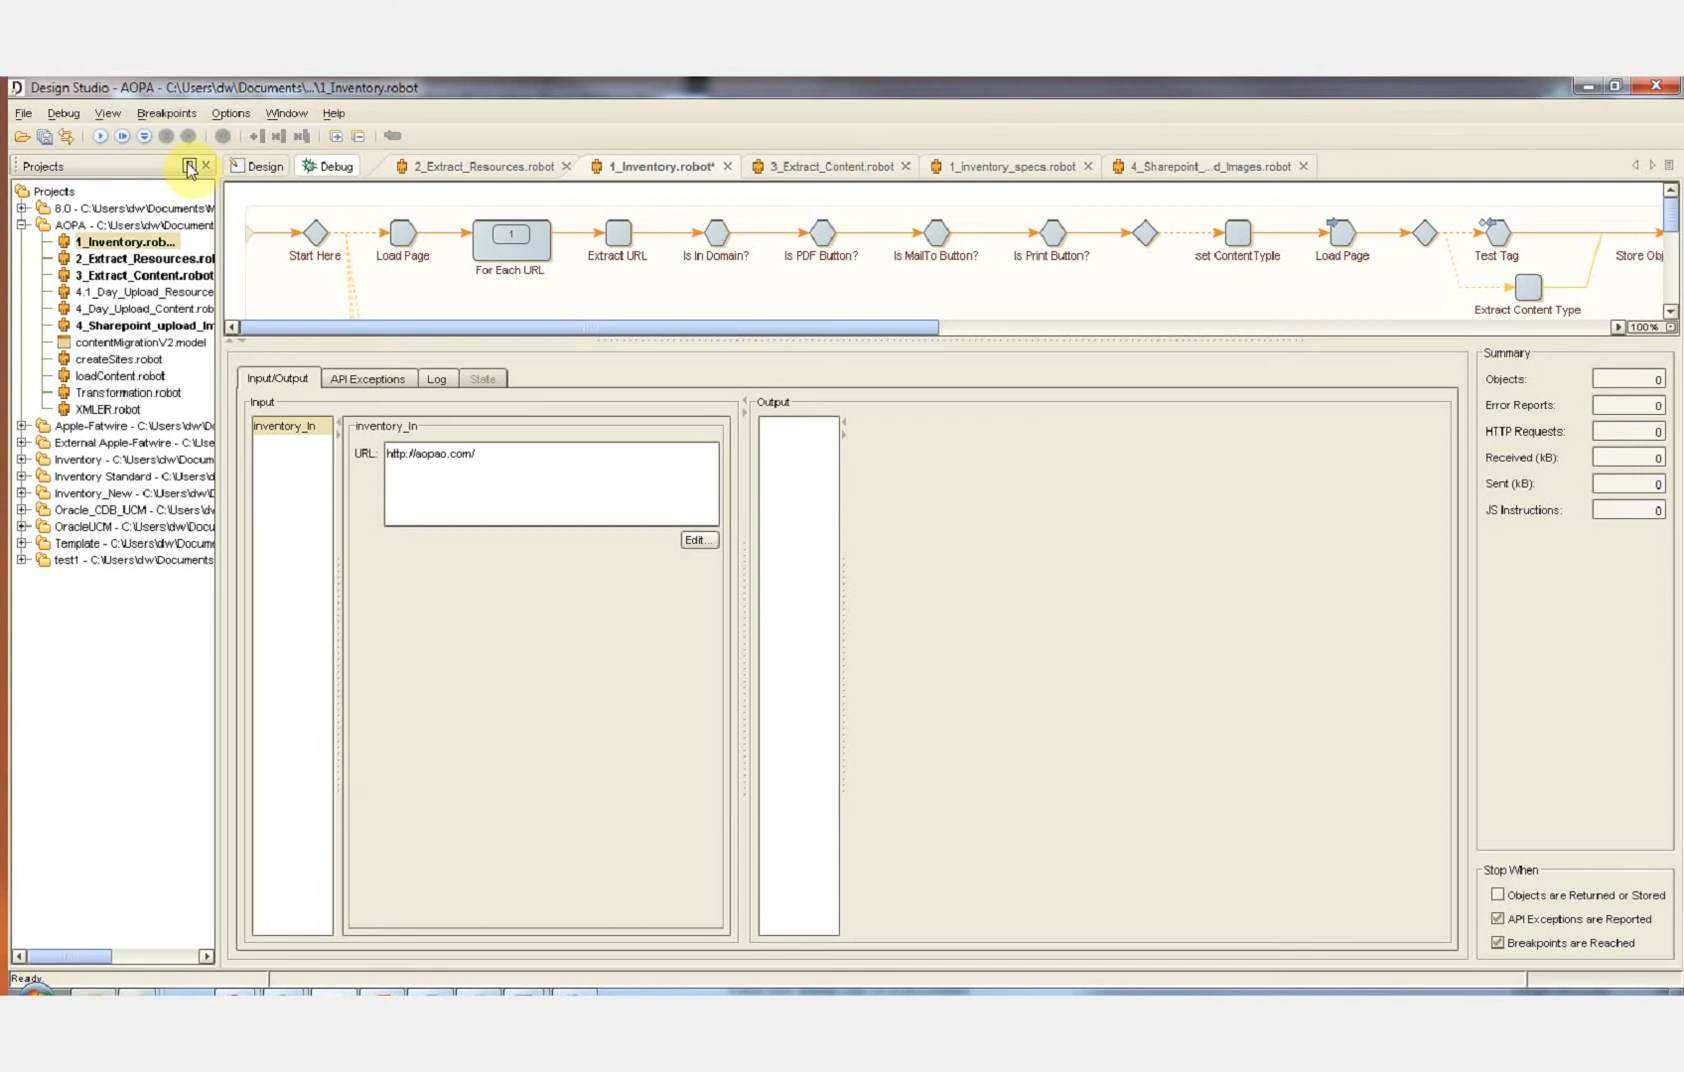 Design Studio - AOPA - C:\Users\dw\Documents\...\1_Inventory.robot
File Debug View Breakpoints Options Window Help
Projects
Design Debug 2_Extract_Resources.robot 1_Inventory.robot* 3_Extract_Content.robot 1_inventory_specs.robot 4_Sharepoint_...d_Images.robot
Projects
8.0 - C:\Users\dw\Documents\M
AOPA - C:\Users\dw\Document
1_Inventory.rob...
2_Extract_Resources.rol
3_Extract_Content.robot
4.1_Day_Upload_Resource
4_Day_Upload_Content.rob
4_Sharepoint_upload_Im
contentMigrationV2.model
createSites.robot
loadContent.robot
Transformation.robot
XMLER.robot
Apple-Fatwire - C:\Users\dw\Do
External Apple-Fatwire - C:\Use
Inventory - C:\Users\dw\Docum
Inventory Standard - C:\Users\d
Inventory_New - C:\Users\dw\D
Oracle_CDB_UCM - C:\Users\dw
OracleUCM - C:\Users\dw\Docu
Template - C:\Users\dw\Docume
test1 - C:\Users\dw\Documents
1
Start Here Load Page For Each URL Extract URL Is In Domain? Is PDF Button? Is MailTo Button? Is Print Button? set ContentTyple Load Page Test Tag Store Obj
Extract Content Type
100%
Input/Output API Exceptions Log State
Input
inventory_In
inventory_In
URL: http://aopao.com/
Edit...
Output
Summary
Objects: 0
Error Reports: 0
HTTP Requests: 0
Received (kB): 0
Sent (kB): 0
JS Instructions: 0
Stop When
Objects are Returned or Stored
API Exceptions are Reported
Breakpoints are Reached
Ready